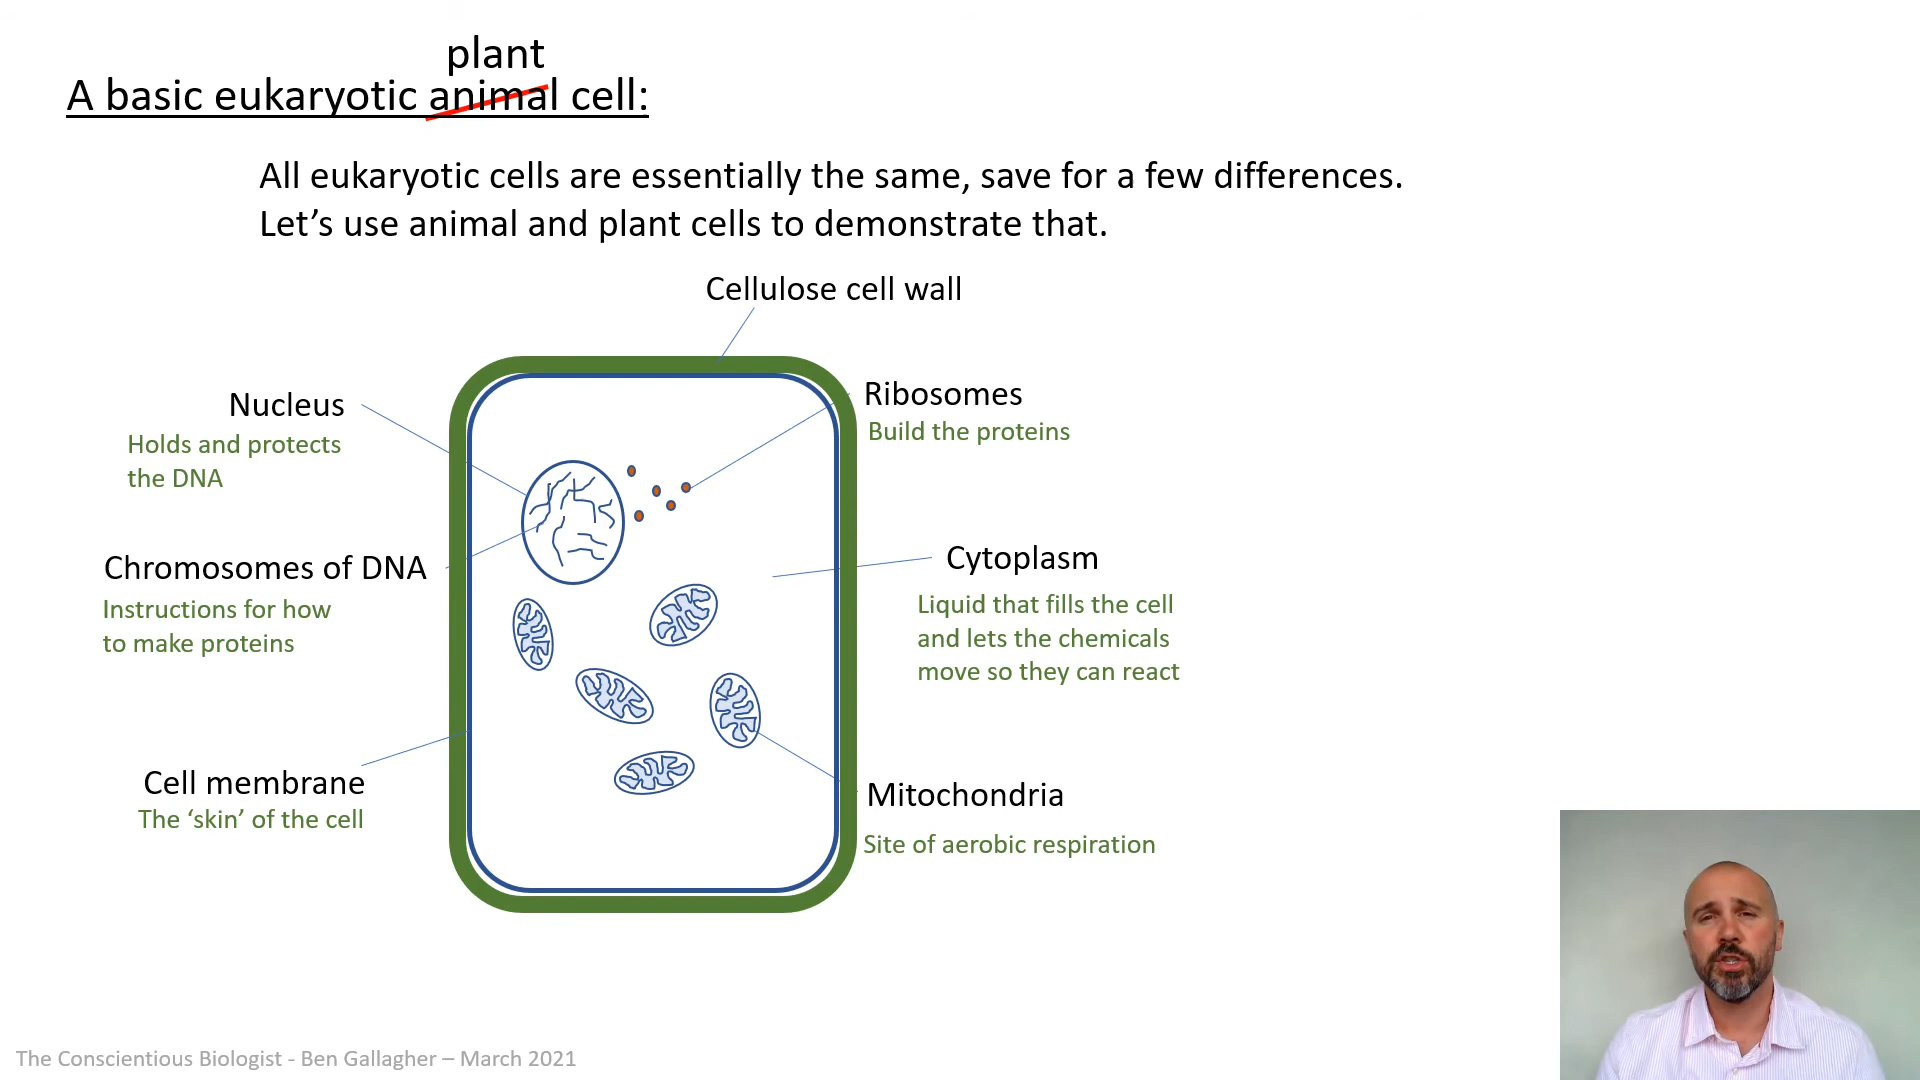 plant
A basic eukaryotic animal cell:
All eukaryotic cells are essentially the same, save for a few differences.
Let’s use animal and plant cells to demonstrate that.
Cellulose cell wall
Nucleus
Holds and protects
the DNA
Ribosomes
Build the proteins
Chromosomes of DNA
Instructions for how
to make proteins
Cytoplasm
Liquid that fills the cell
and lets the chemicals
move so they can react
Cell membrane
The ‘skin’ of the cell
Mitochondria
Site of aerobic respiration
The Conscientious Biologist - Ben Gallagher – March 2021